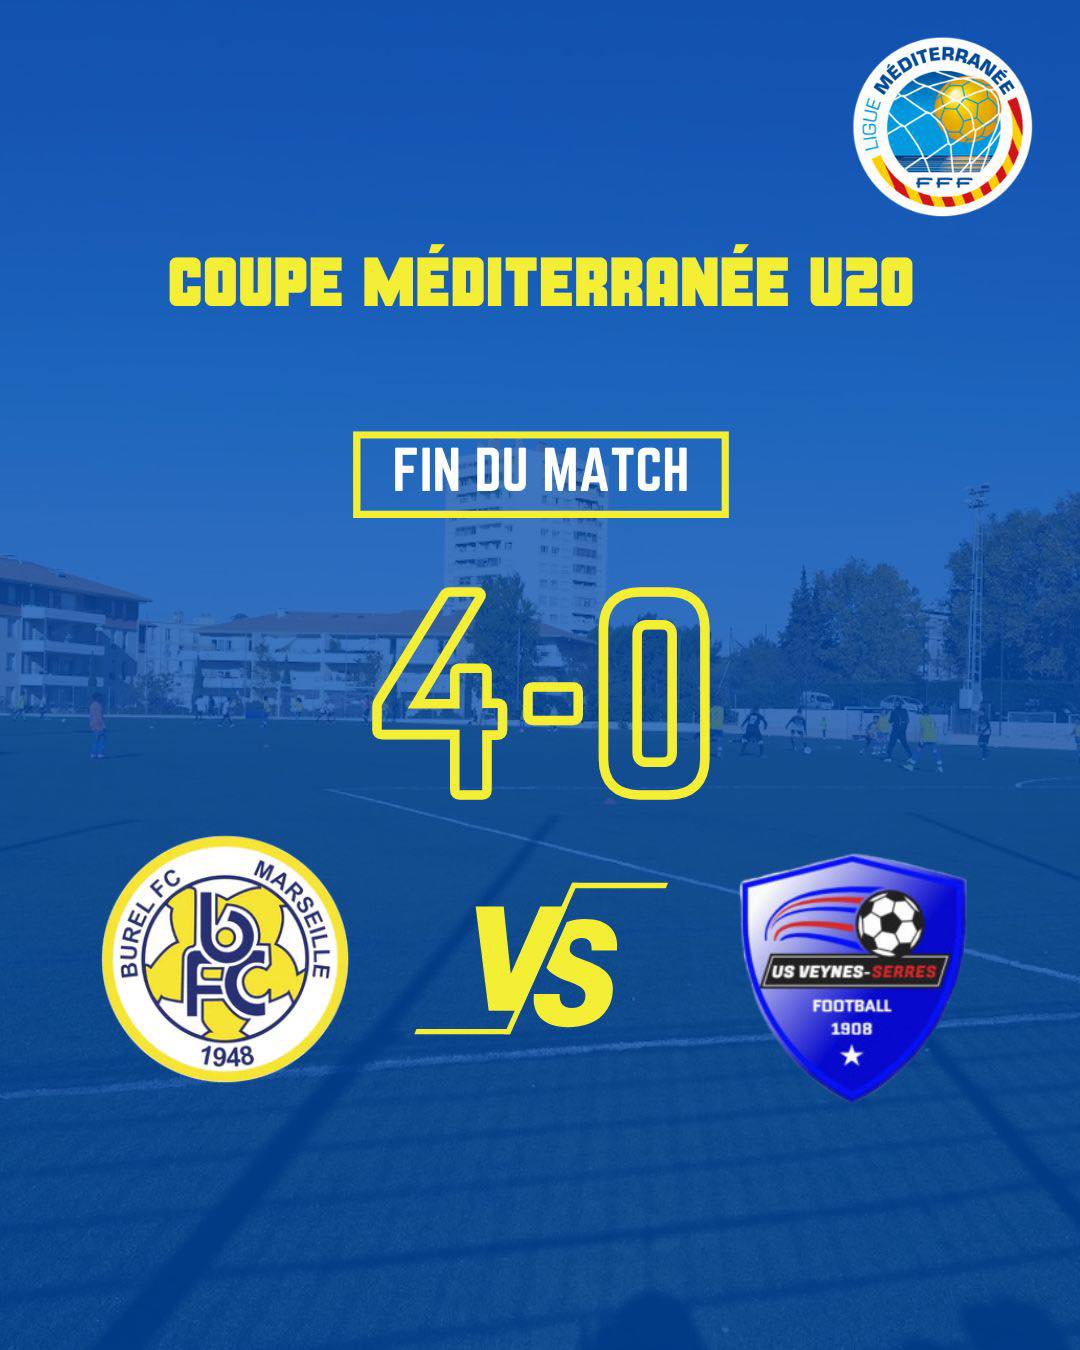 LIGUE MÉDITERRANÉE
FFF
COUPE MÉDITERRANÉE U20
FIN DU MATCH
4-0
BUREL FC MARSEILLE
bFC
1948
VS
US VEYNES-SERRES
FOOTBALL
1908